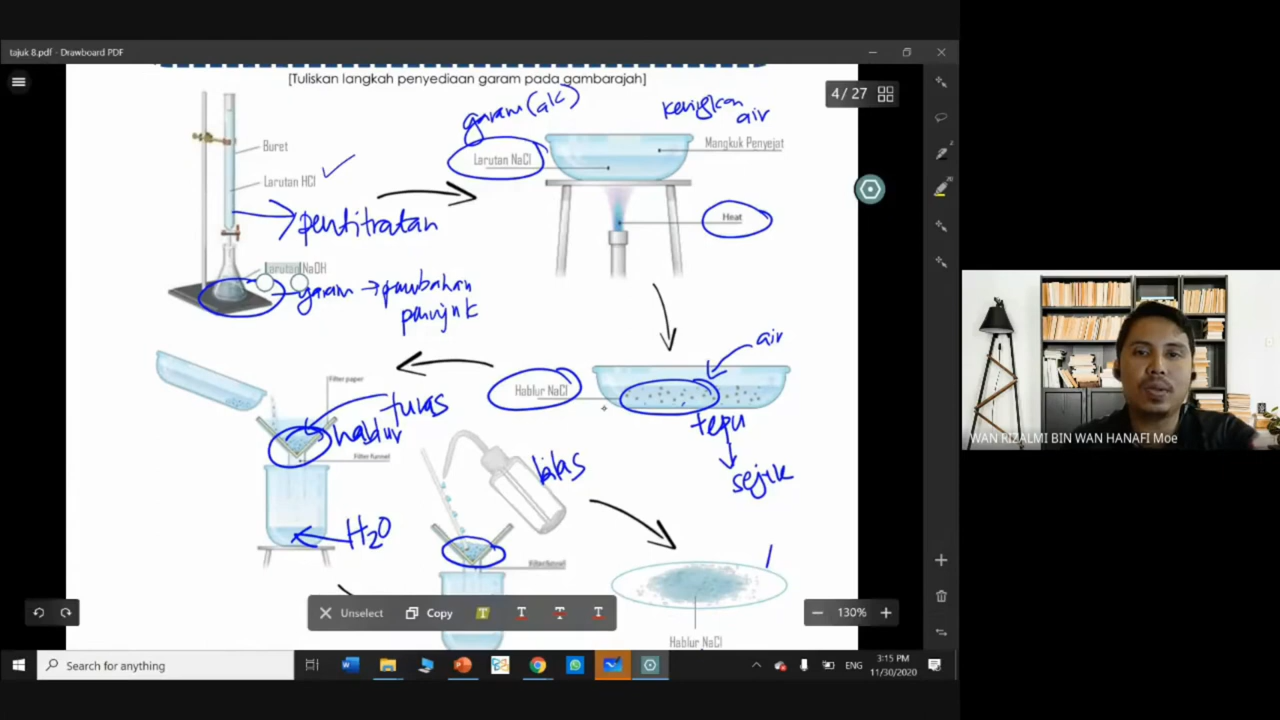 tajuk 8.pdf - Drawboard PDF
[Tuliskan langkah penyediaan garam pada gambarajah]
4 / 27
garam (ak)
keringkan
air
Buret
Larutan NaCl
Mangkuk Penyejat
Larutan HCl
pentitratan
Heat
Larutan NaOH
garam → perubahan
penunjuk
air
Filter paper
Hablur NaCl
turas
hablur
tepu
Filter funnel
sejuk
bilas
H2O
Filter funnel
Hablur NaCl
Unselect
Copy
T
T
T
T
130%
WAN RIZALMI BIN WAN HANAFI Moe
Search for anything
ENG
3:15 PM
11/30/2020